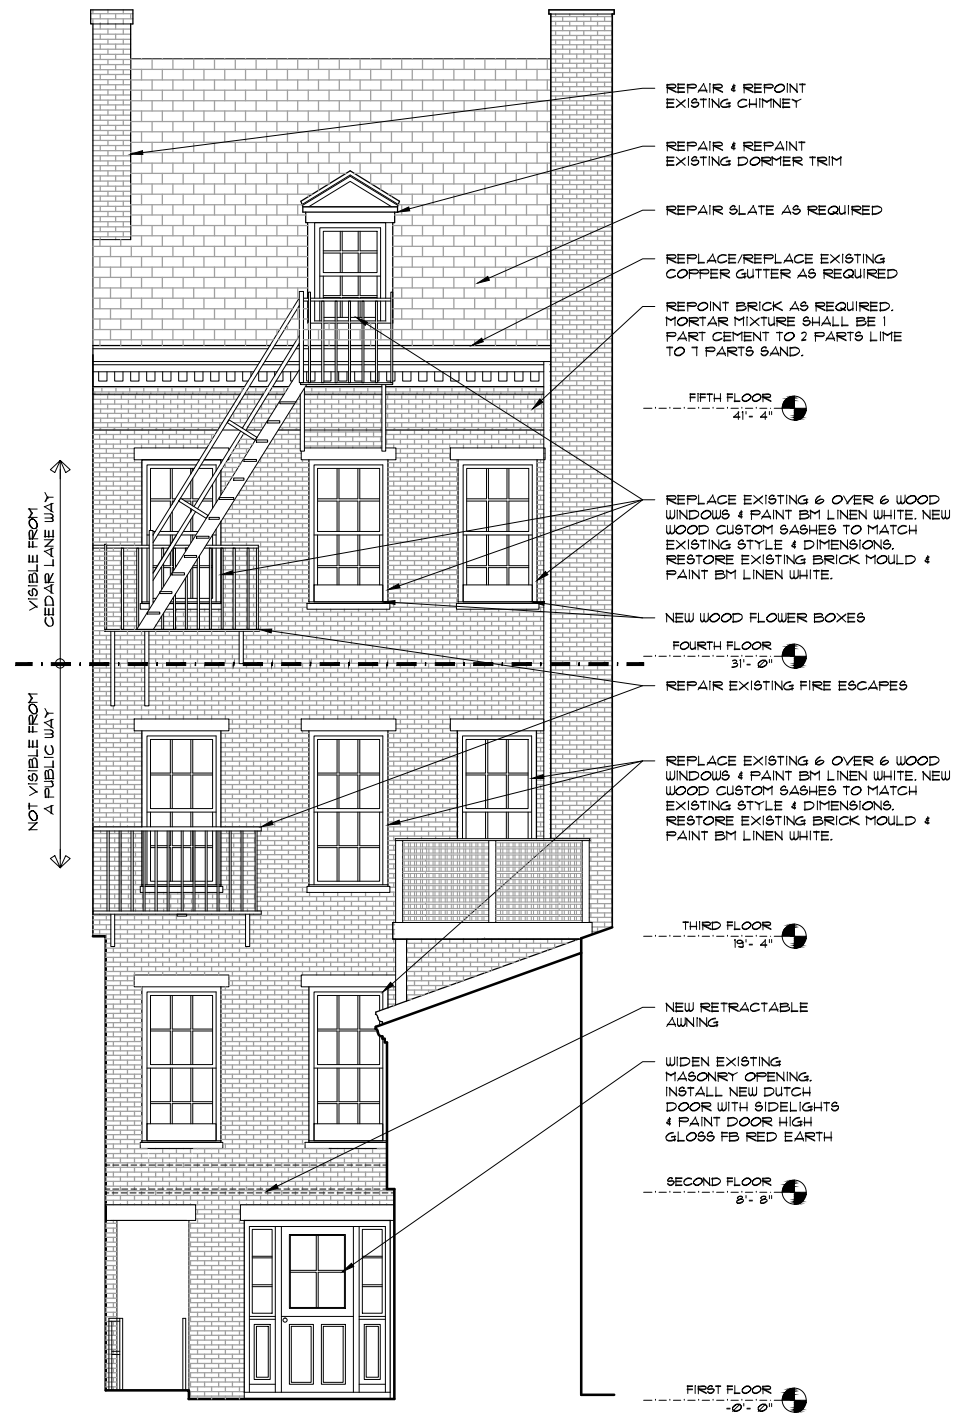 REPAIR & REPOINT
EXISTING CHIMNEY
REPAIR & REPAINT
EXISTING DORMER TRIM
REPAIR SLATE AS REQUIRED
REPLACE/REPLACE EXISTING
COPPER GUTTER AS REQUIRED
REPOINT BRICK AS REQUIRED.
MORTAR MIXTURE SHALL BE 1
PART CEMENT TO 2 PARTS LIME
TO 7 PARTS SAND.
FIFTH FLOOR
41'- 4"
REPLACE EXISTING 6 OVER 6 WOOD
WINDOWS & PAINT BM LINEN WHITE. NEW
WOOD CUSTOM SASHES TO MATCH
EXISTING STYLE & DIMENSIONS.
RESTORE EXISTING BRICK MOULD &
PAINT BM LINEN WHITE.
VISIBLE FROM
CEDAR LANE WAY
NEW WOOD FLOWER BOXES
FOURTH FLOOR
31'- 0"
REPAIR EXISTING FIRE ESCAPES
NOT VISIBLE FROM
A PUBLIC WAY
REPLACE EXISTING 6 OVER 6 WOOD
WINDOWS & PAINT BM LINEN WHITE. NEW
WOOD CUSTOM SASHES TO MATCH
EXISTING STYLE & DIMENSIONS.
RESTORE EXISTING BRICK MOULD &
PAINT BM LINEN WHITE.
THIRD FLOOR
19'- 4"
NEW RETRACTABLE
AWNING
WIDEN EXISTING
MASONRY OPENING.
INSTALL NEW DUTCH
DOOR WITH SIDELIGHTS
& PAINT DOOR HIGH
GLOSS FB RED EARTH
SECOND FLOOR
8'- 8"
FIRST FLOOR
-0'- 0"